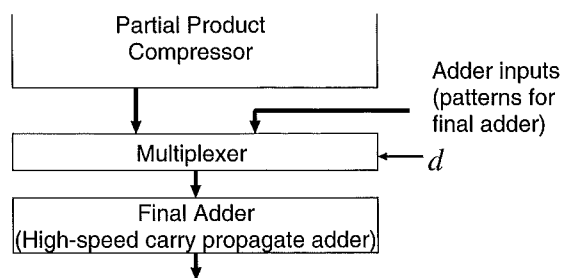 Partial Product
Compressor
Adder inputs
(patterns for
final adder)
Multiplexer
d
Final Adder
(High-speed carry propagate adder)